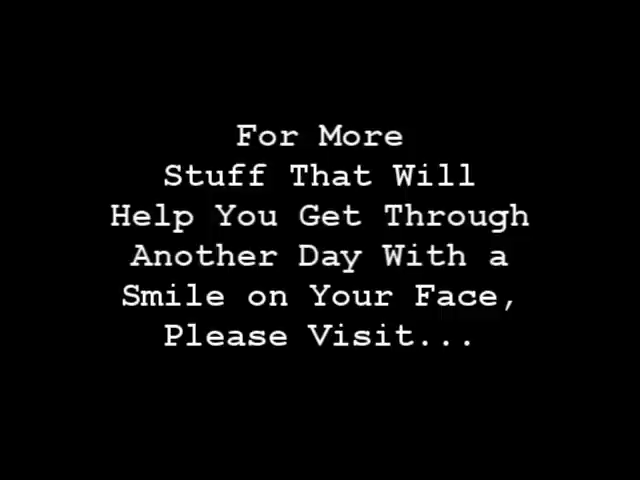 For More
Stuff That Will
Help You Get Through
Another Day With a
Smile on Your Face,
Please Visit...